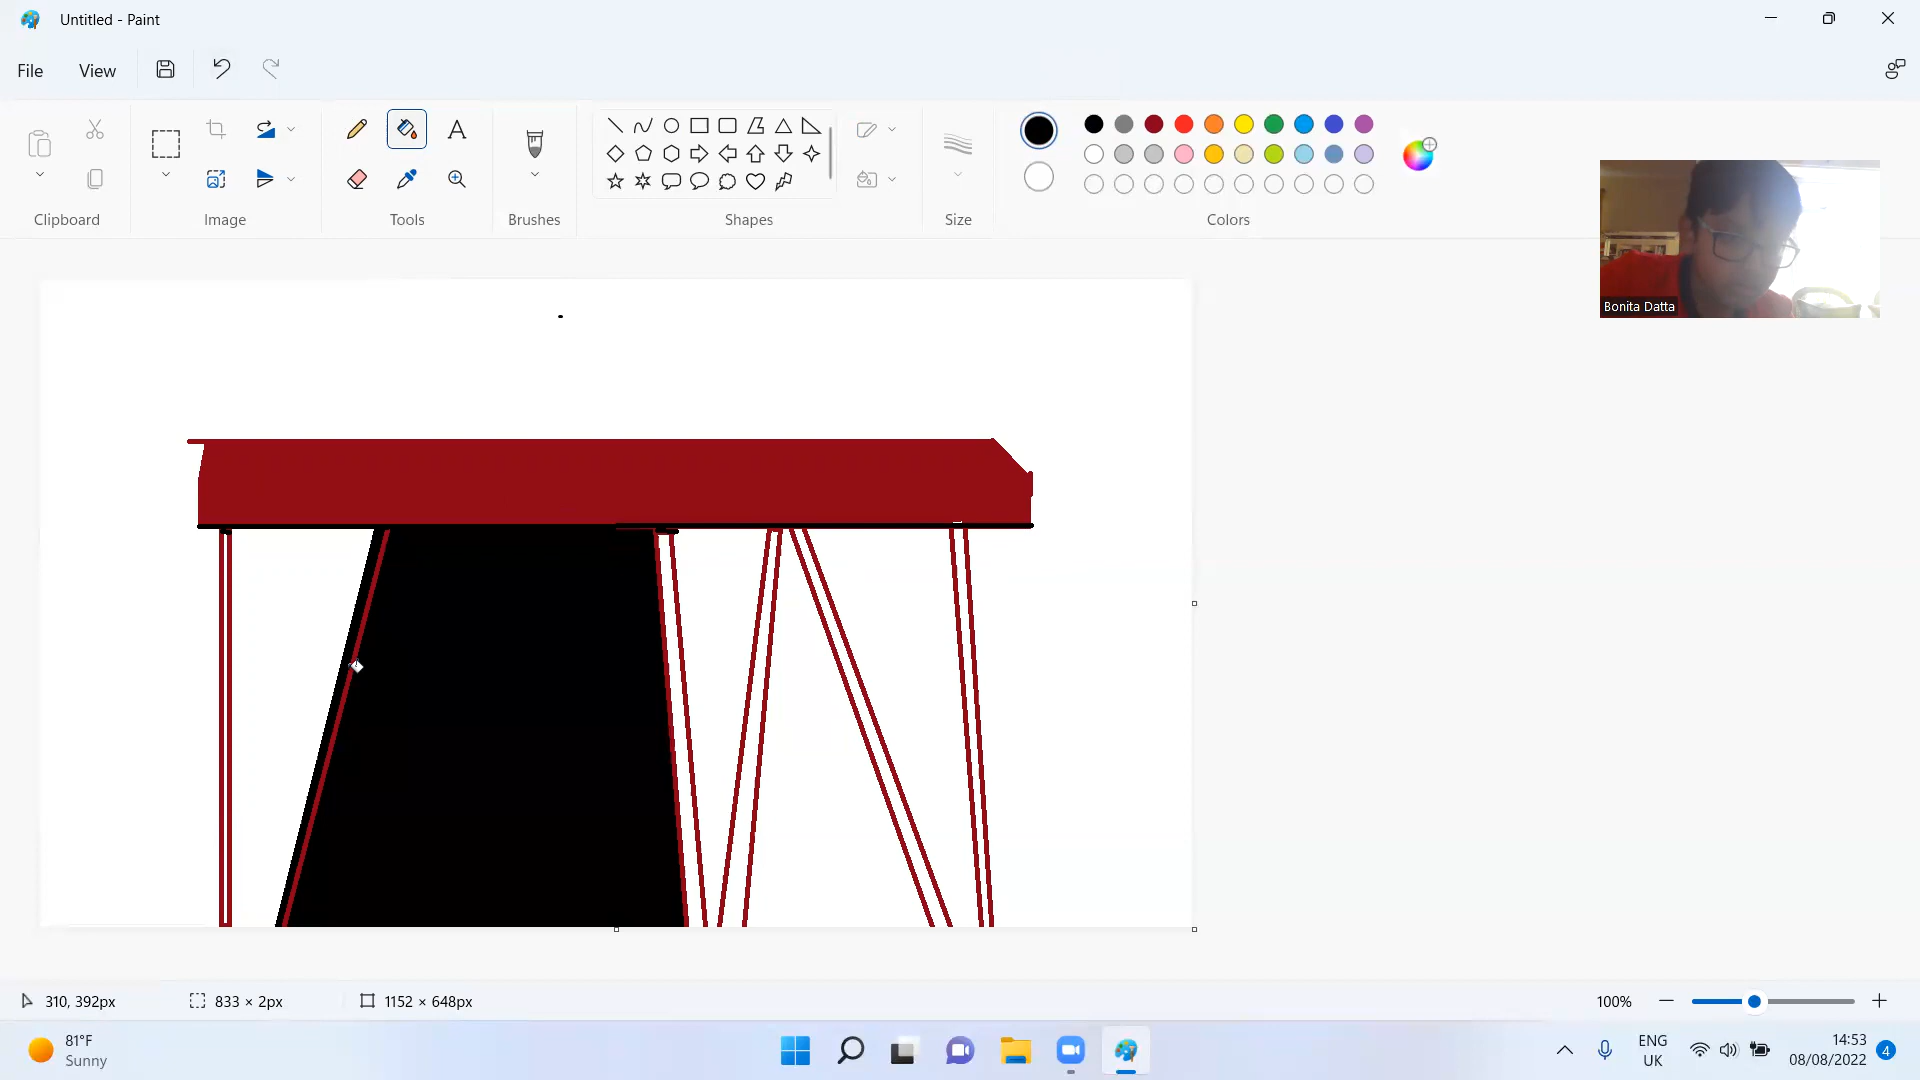 Untitled - Paint
File
View
Clipboard
Image
Tools
Brushes
Shapes
Size
Colors
Bonita Datta
310, 392px
833 × 2px
1152 × 648px
100%
81°F
Sunny
ENG
UK
14:53
08/08/2022
4